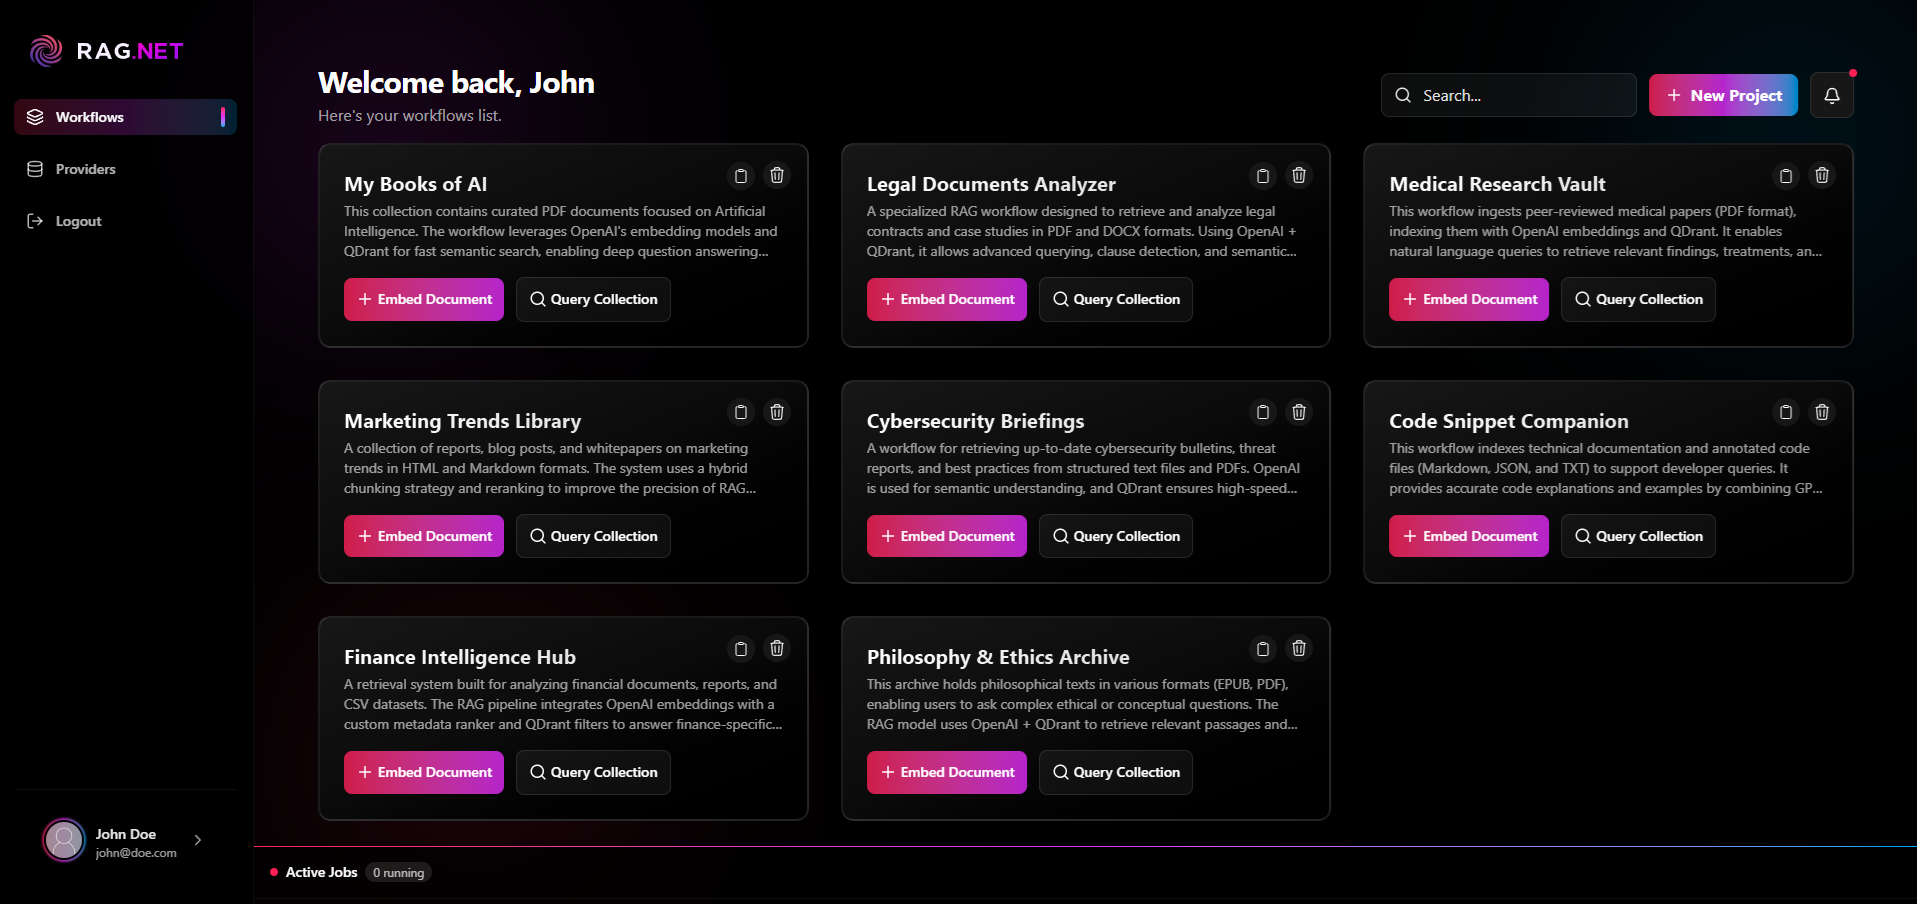 RAG.NET
Workflows
Providers
Logout
John Doe
john@doe.com
Welcome back, John
Here's your workflows list.
Search...
New Project
My Books of AI
This collection contains curated PDF documents focused on Artificial
Intelligence. The workflow leverages OpenAI's embedding models and
QDrant for fast semantic search, enabling deep question answering...
Embed Document
Query Collection
Legal Documents Analyzer
A specialized RAG workflow designed to retrieve and analyze legal
contracts and case studies in PDF and DOCX formats. Using OpenAI +
QDrant, it allows advanced querying, clause detection, and semantic...
Embed Document
Query Collection
Medical Research Vault
This workflow ingests peer-reviewed medical papers (PDF format),
indexing them with OpenAI embeddings and QDrant. It enables
natural language queries to retrieve relevant findings, treatments, an...
Embed Document
Query Collection
Marketing Trends Library
A collection of reports, blog posts, and whitepapers on marketing
trends in HTML and Markdown formats. The system uses a hybrid
chunking strategy and reranking to improve the precision of RAG...
Embed Document
Query Collection
Cybersecurity Briefings
A workflow for retrieving up-to-date cybersecurity bulletins, threat
reports, and best practices from structured text files and PDFs. OpenAI
is used for semantic understanding, and QDrant ensures high-speed...
Embed Document
Query Collection
Code Snippet Companion
This workflow indexes technical documentation and annotated code
files (Markdown, JSON, and TXT) to support developer queries. It
provides accurate code explanations and examples by combining GP...
Embed Document
Query Collection
Finance Intelligence Hub
A retrieval system built for analyzing financial documents, reports, and
CSV datasets. The RAG pipeline integrates OpenAI embeddings with a
custom metadata ranker and QDrant filters to answer finance-specific...
Embed Document
Query Collection
Philosophy & Ethics Archive
This archive holds philosophical texts in various formats (EPUB, PDF),
enabling users to ask complex ethical or conceptual questions. The
RAG model uses OpenAI + QDrant to retrieve relevant passages and...
Embed Document
Query Collection
Active Jobs
0 running